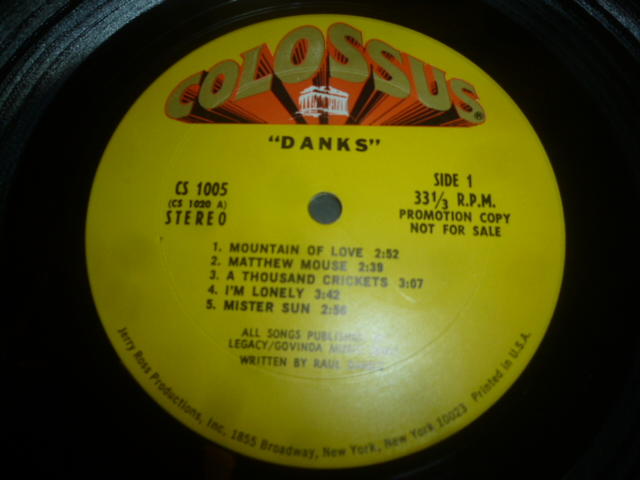 COLOSSUS®
"DANKS"
CS 1005
(CS 1020 A)
STEREO
SIDE 1
33 1/3 R.P.M.
PROMOTION COPY
NOT FOR SALE
1. MOUNTAIN OF LOVE 2:52
2. MATTHEW MOUSE 2:39
3. A THOUSAND CRICKETS 3:07
4. I'M LONELY 3:42
5. MISTER SUN 2:56
ALL SONGS PUBLISHED
LEGACY/GOVINDA
WRITTEN BY RAUL
Jerry Ross Productions, Inc. 1855 Broadway, New York, New York 10023 Printed in U.S.A.